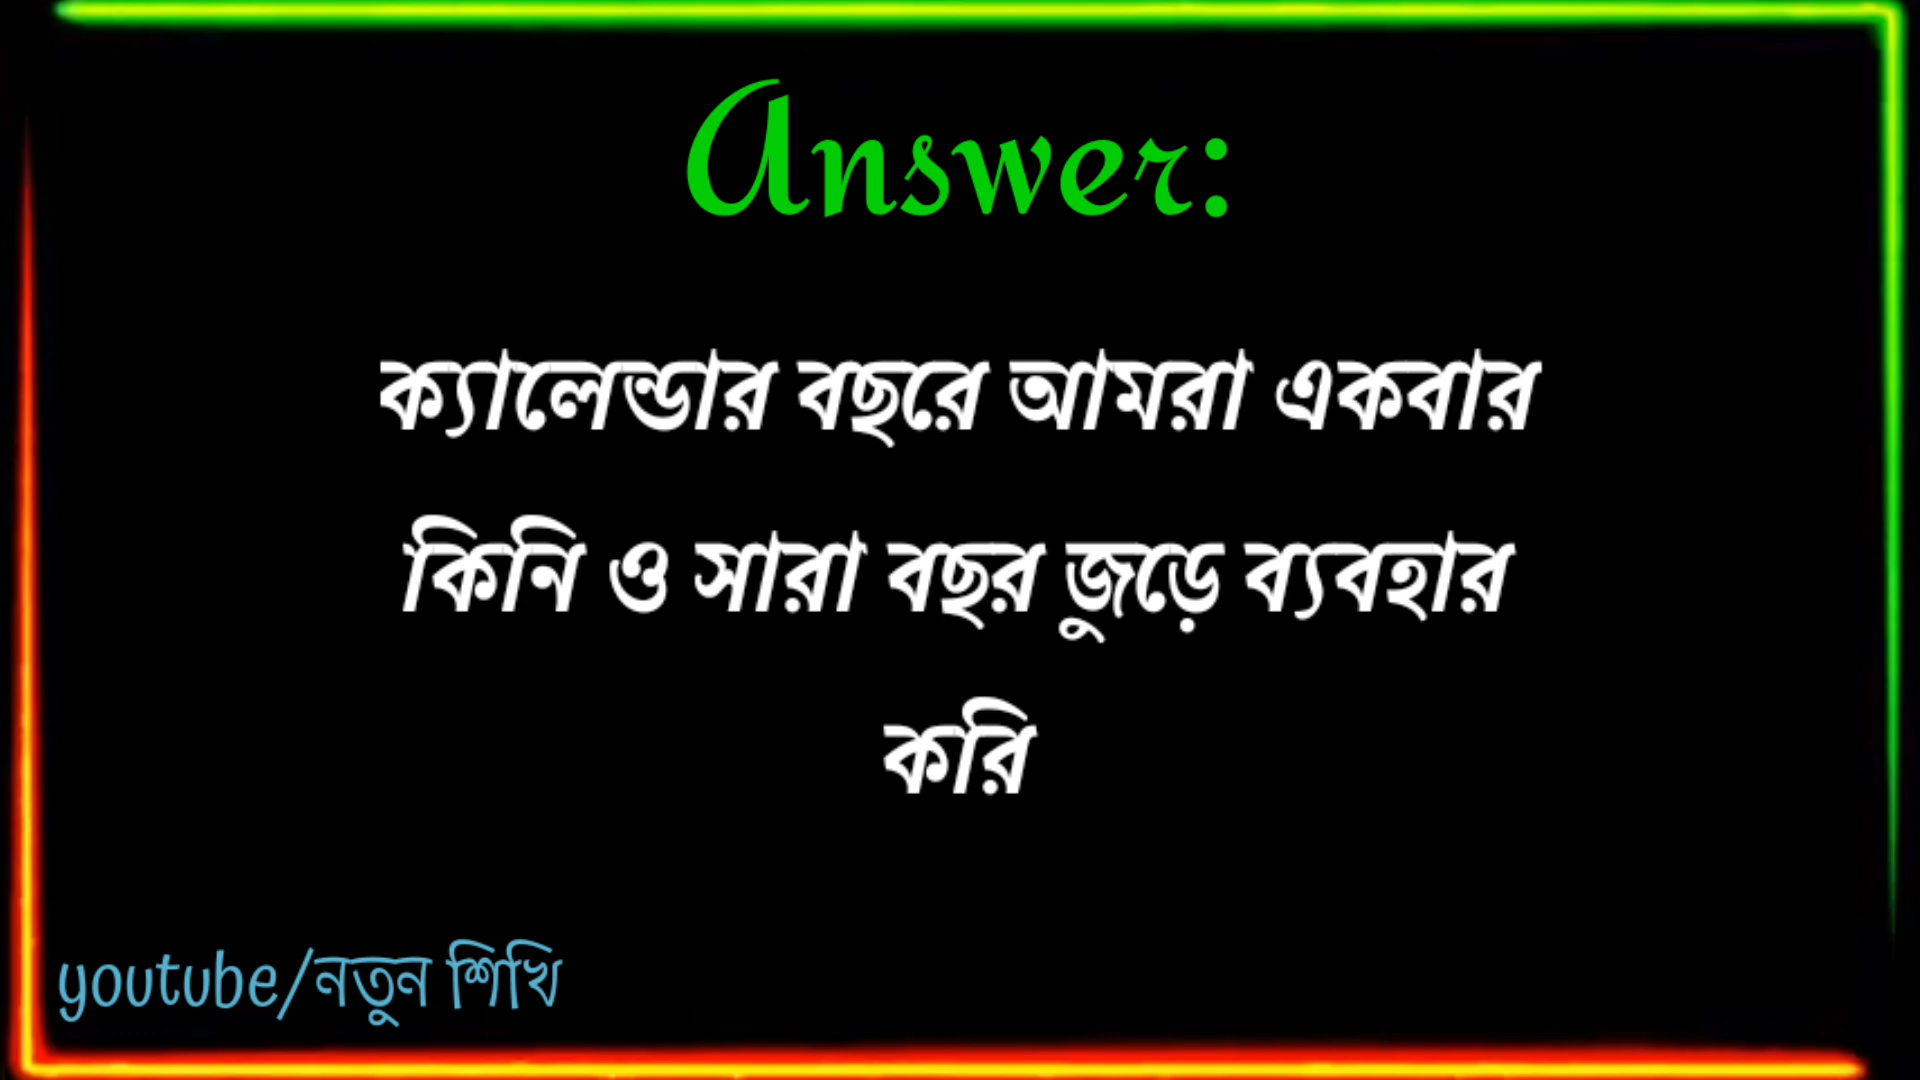 Answer:
ক্যালেন্ডার বছরে আমরা একবার
কিনি ও সারা বছর জুড়ে ব্যবহার
করি
youtube/নতুন শিখি